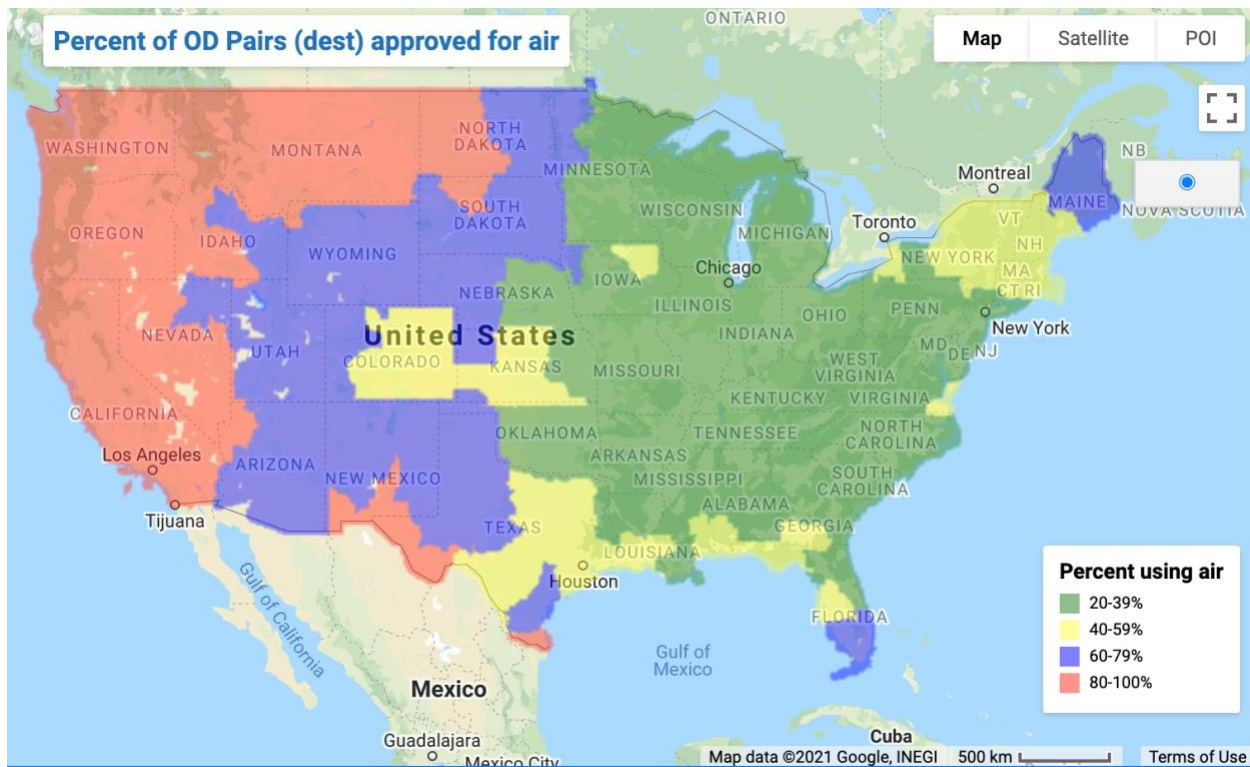 Percent of OD Pairs (dest) approved for air
Map
Satellite
POI
ONTARIO
WASHINGTON
MONTANA
NORTH
DAKOTA
MINNESOTA
Montreal
NB
OREGON
IDAHO
SOUTH
DAKOTA
WISCONSIN
MICHIGAN
Toronto
VT
MAINE
NOVA SCOTIA
WYOMING
IOWA
Chicago
NEW YORK
NH
MA
CT RI
NEBRASKA
ILLINOIS
INDIANA
OHIO
PENN
New York
NEVADA
UTAH
United States
COLORADO
KANSAS
MISSOURI
WEST
VIRGINIA
MD
DE
NJ
CALIFORNIA
KENTUCKY
VIRGINIA
Los Angeles
ARIZONA
NEW MEXICO
OKLAHOMA
ARKANSAS
TENNESSEE
NORTH
CAROLINA
Tijuana
MISSISSIPPI
ALABAMA
SOUTH
CAROLINA
TEXAS
LOUISIANA
GEORGIA
Houston
FLORIDA
Gulf of California
Gulf of
Mexico
Mexico
Guadalajara
Mexico City
Cuba
Percent using air
20-39%
40-59%
60-79%
80-100%
Map data ©2021 Google, INEGI
500 km
Terms of Use